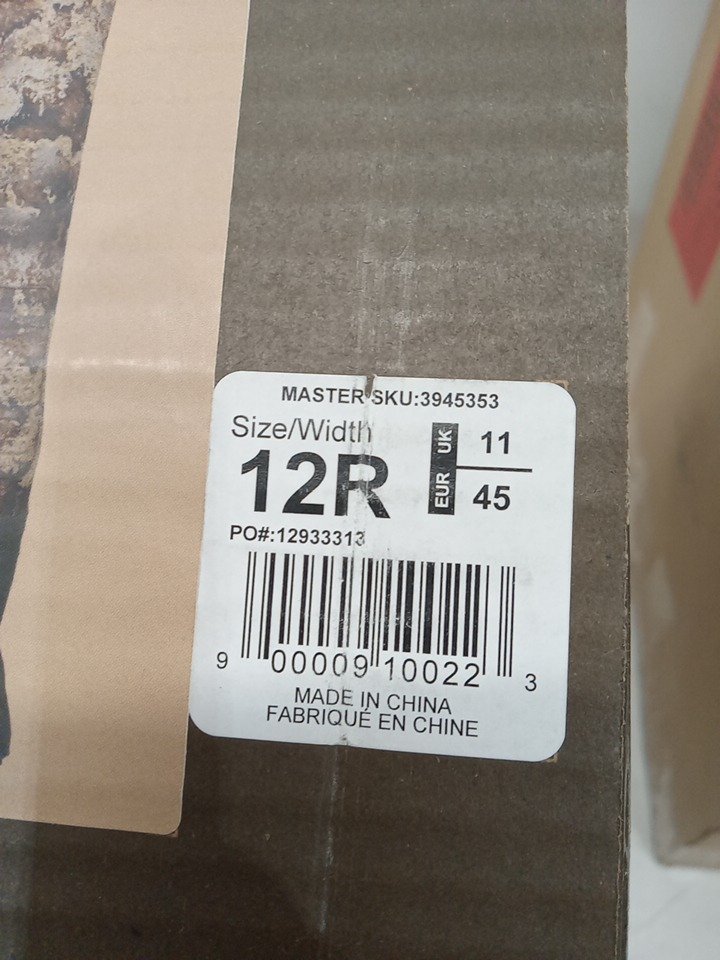 MASTER SKU:3945353
Size/Width
12R
UK 11
EUR 45
PO#:12933313
9 00009 10022 3
MADE IN CHINA
FABRIQUÉ EN CHINE